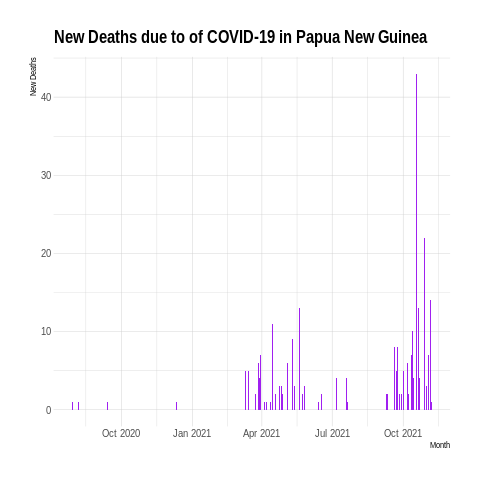 New Deaths due to of COVID-19 in Papua New Guinea
New Deaths
40
30
20
10
0
Oct 2020 Jan 2021 Apr 2021 Jul 2021 Oct 2021
Month